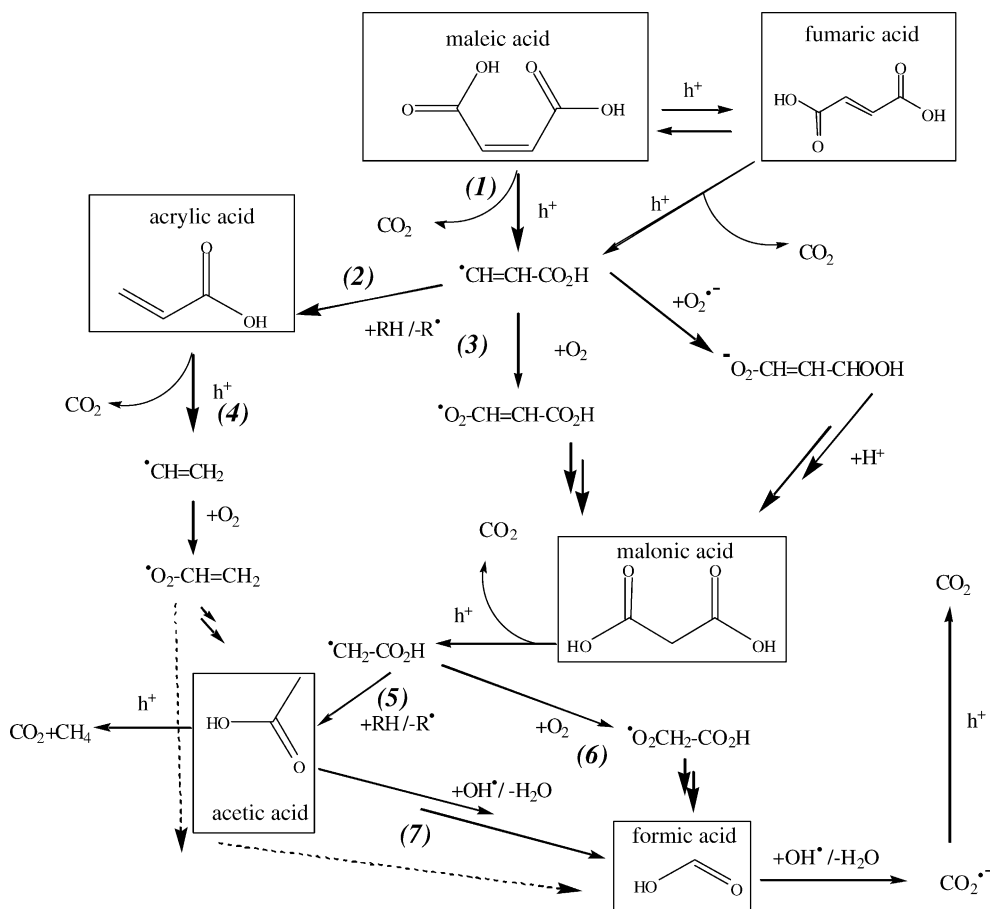 maleic acid
fumaric acid
OH
O
O
OH
h⁺
O
HO
OH
O
(1)
h⁺
CO₂
h⁺
CO₂
acrylic acid
O
OH
(2)
•CH=CH-CO₂H
+RH/-R•
(3)
+O₂
+O₂•⁻
⁻O₂-CH=CH-CHOOH
CO₂
h⁺
(4)
•O₂-CH=CH-CO₂H
+H⁺
•CH=CH₂
+O₂
CO₂
malonic acid
O
O
HO
OH
•O₂-CH=CH₂
h⁺
CO₂
•CH₂-CO₂H
(5)
+RH/-R•
h⁺
HO
O
CO₂+CH₄
+O₂
(6)
•O₂CH₂-CO₂H
h⁺
acetic acid
+OH•/-H₂O
(7)
formic acid
HO
O
+OH•/-H₂O
CO₂•⁻